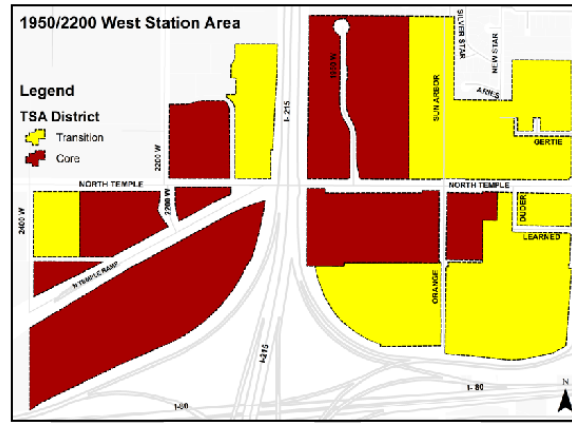 1950/2200 West Station Area
Legend
TSA District
Transition
Core
I- 215
SILVER STAR
NEW STAR
ARIES
SUN ARBOR
GERTIE
2200 W
NORTH TEMPLE
NORTH TEMPLE
2400 W
2200 W
DUDER
LEARNED
N TEMPLE RAMP
ORANGE
I-215
I-80
I- 80
N